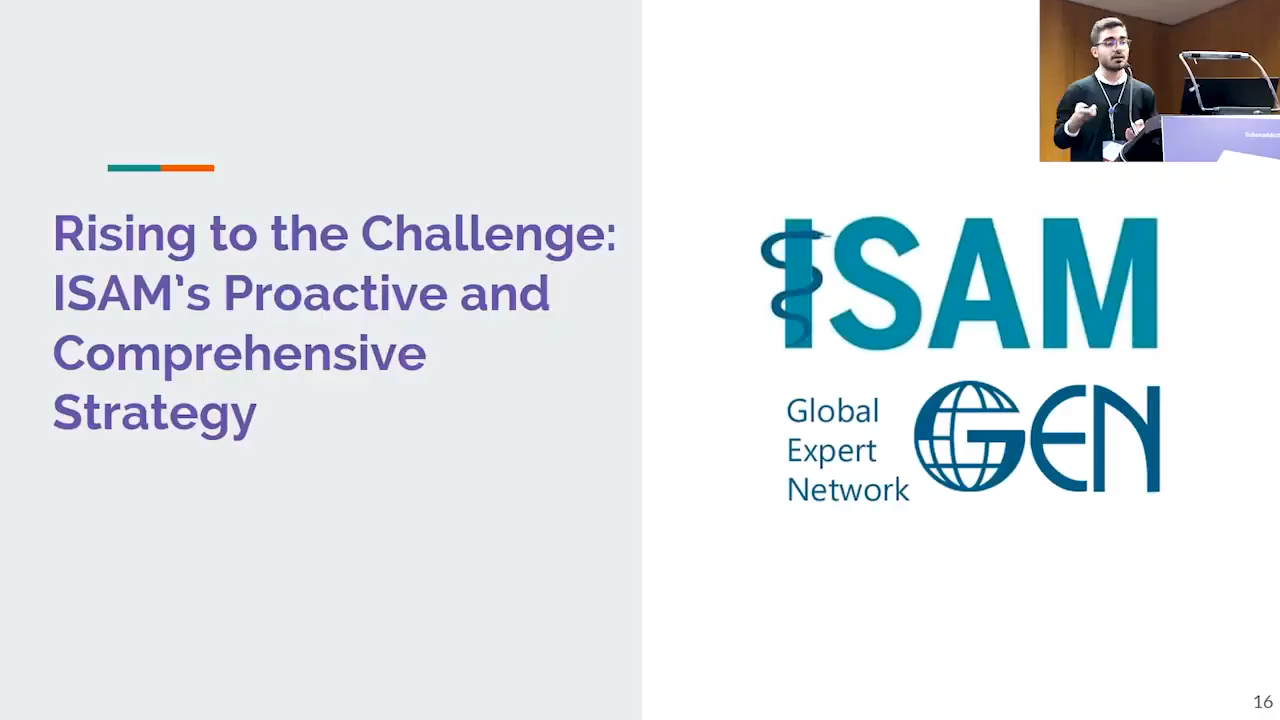 Rising to the Challenge:
ISAM’s Proactive and
Comprehensive
Strategy
ISAM
Global
Expert
Network
GEN
16